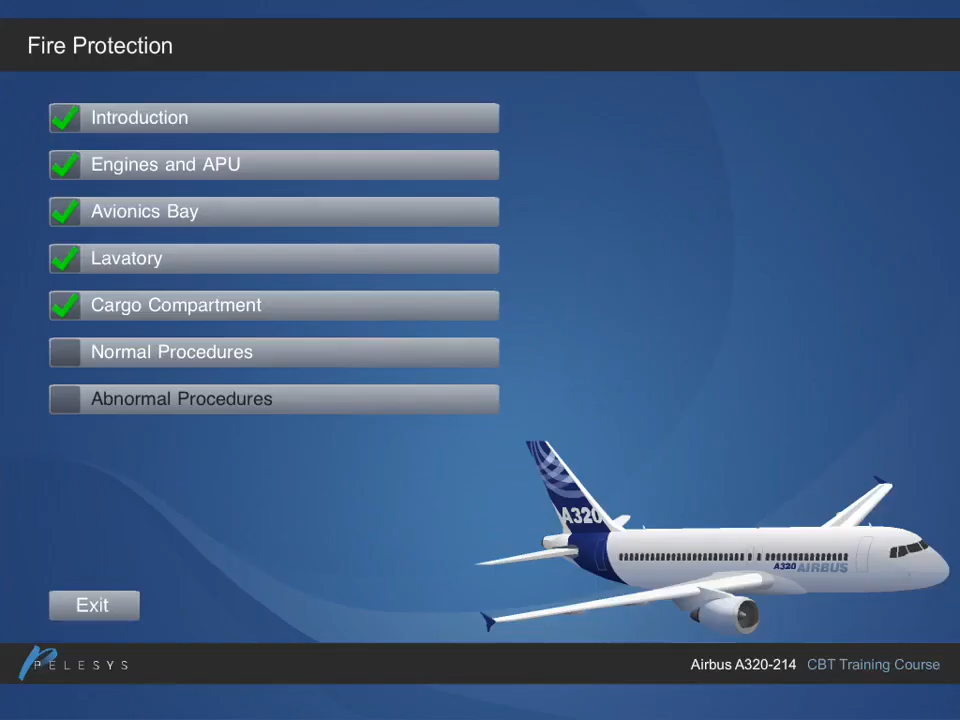 Fire Protection
Introduction
Engines and APU
Avionics Bay
Lavatory
Cargo Compartment
Normal Procedures
Abnormal Procedures
A320
A320 AIRBUS
Exit
PELESYS
Airbus A320-214 CBT Training Course